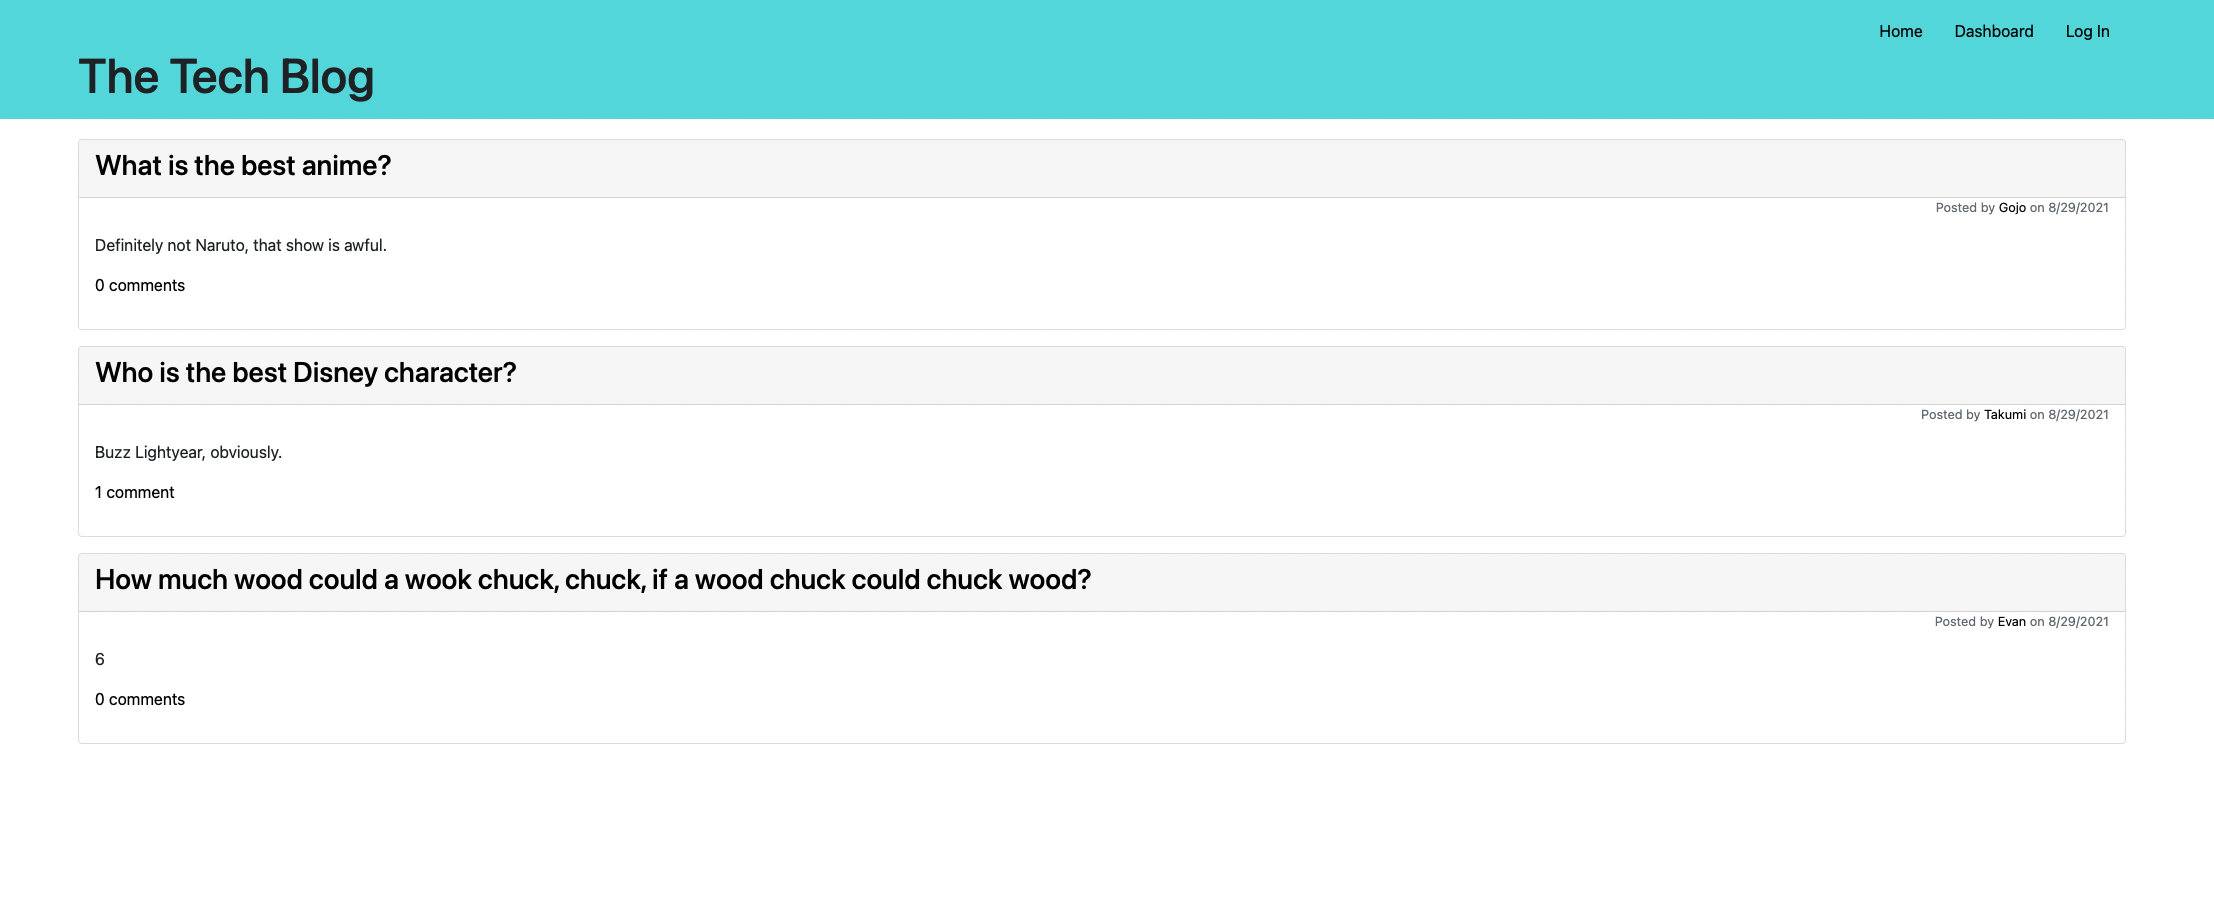 Home Dashboard Log In
The Tech Blog
What is the best anime?
Posted by Gojo on 8/29/2021
Definitely not Naruto, that show is awful.
0 comments
Who is the best Disney character?
Posted by Takumi on 8/29/2021
Buzz Lightyear, obviously.
1 comment
How much wood could a wook chuck, chuck, if a wood chuck could chuck wood?
Posted by Evan on 8/29/2021
6
0 comments